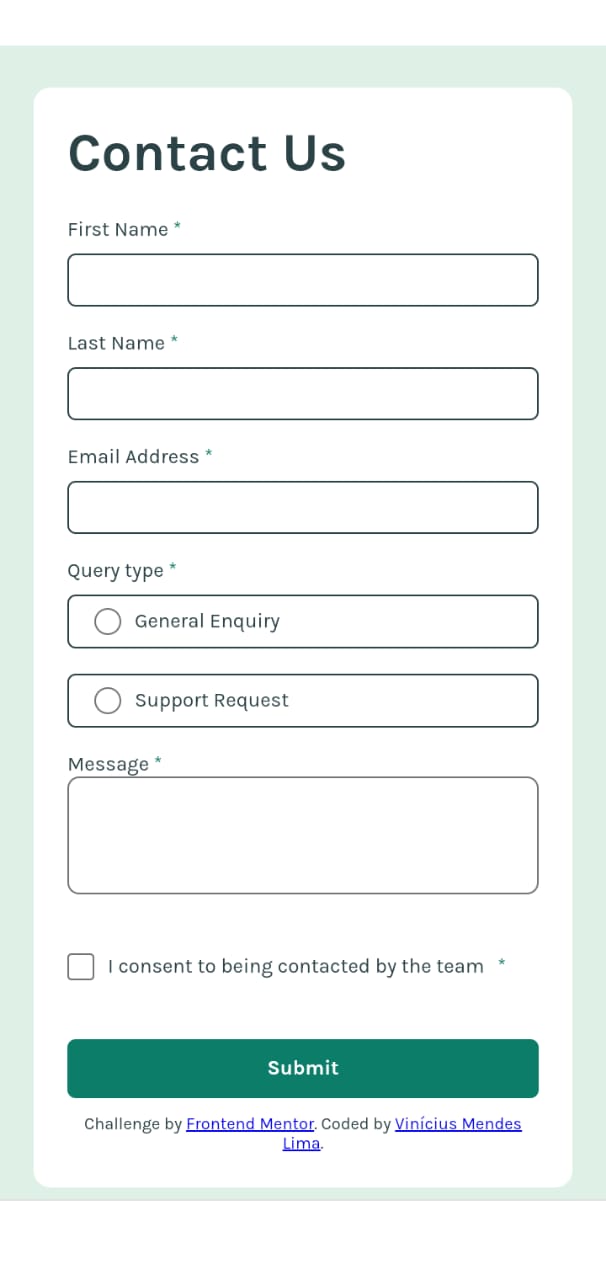 Contact Us
First Name *
Last Name *
Email Address *
Query type *
General Enquiry
Support Request
Message *
I consent to being contacted by the team *
Submit
Challenge by Frontend Mentor. Coded by Vinícius Mendes
Lima.